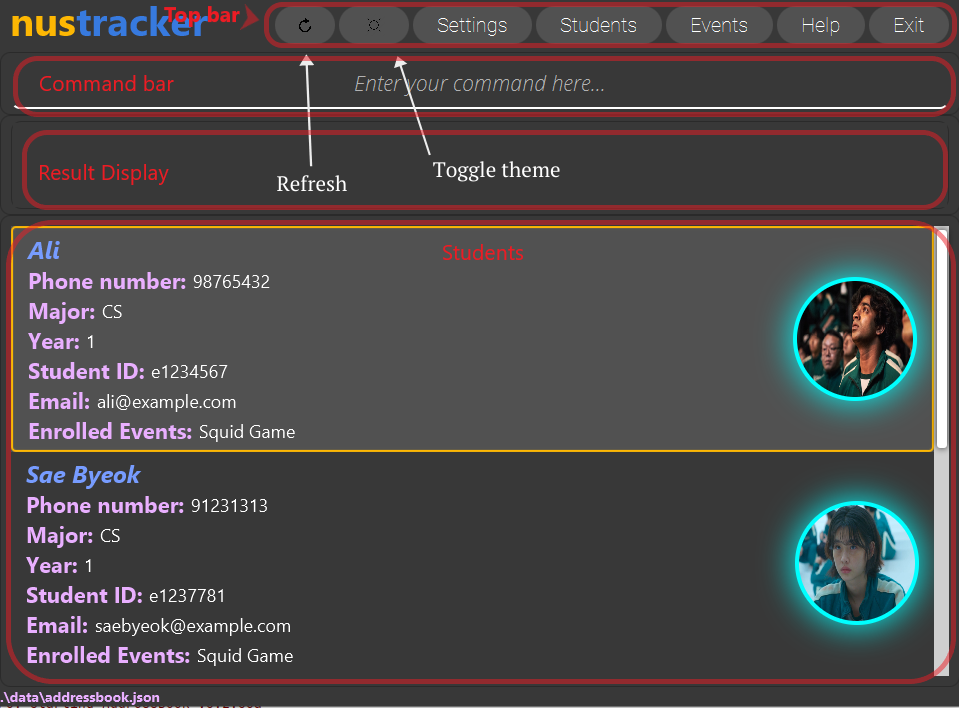 nustracker Top bar Settings Students Events Help Exit
Command bar Enter your command here...
Result Display
Refresh
Toggle theme
Students
Ali
Phone number: 98765432
Major: CS
Year: 1
Student ID: e1234567
Email: ali@example.com
Enrolled Events: Squid Game
Sae Byeok
Phone number: 91231313
Major: CS
Year: 1
Student ID: e1237781
Email: saebyeok@example.com
Enrolled Events: Squid Game
.\data\addressbook.json